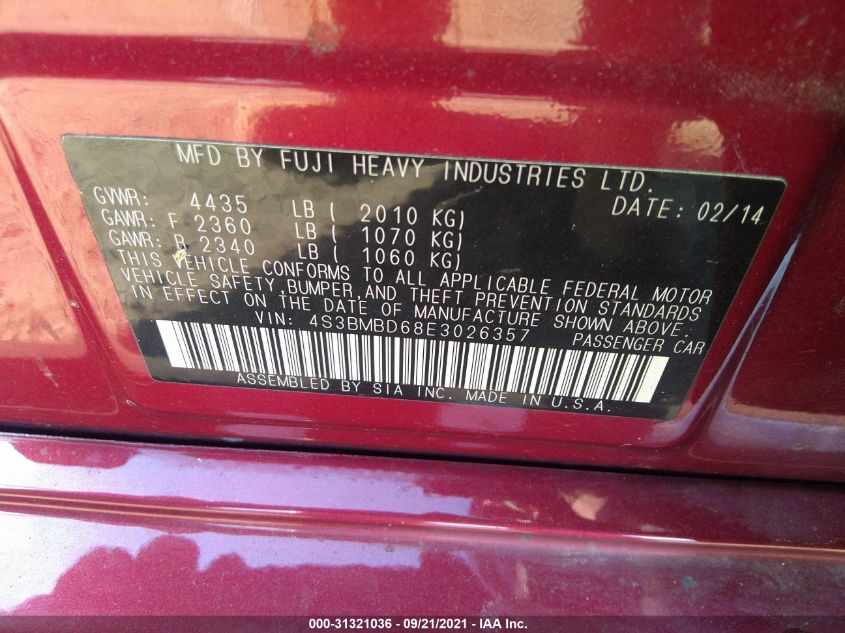 MFD BY FUJI HEAVY INDUSTRIES LTD.
DATE: 02/14
GVWR: 4435 LB ( 2010 KG)
GAWR: F 2360 LB ( 1070 KG)
GAWR: R 2340 LB ( 1060 KG)
THIS VEHICLE CONFORMS TO ALL APPLICABLE FEDERAL MOTOR
VEHICLE SAFETY, BUMPER, AND THEFT PREVENTION STANDARDS
IN EFFECT ON THE DATE OF MANUFACTURE SHOWN ABOVE.
VIN: 4S3BMBD68E3026357 PASSENGER CAR
ASSEMBLED BY SIA INC. MADE IN U.S.A.
000-31321036 - 09/21/2021 - IAA Inc.